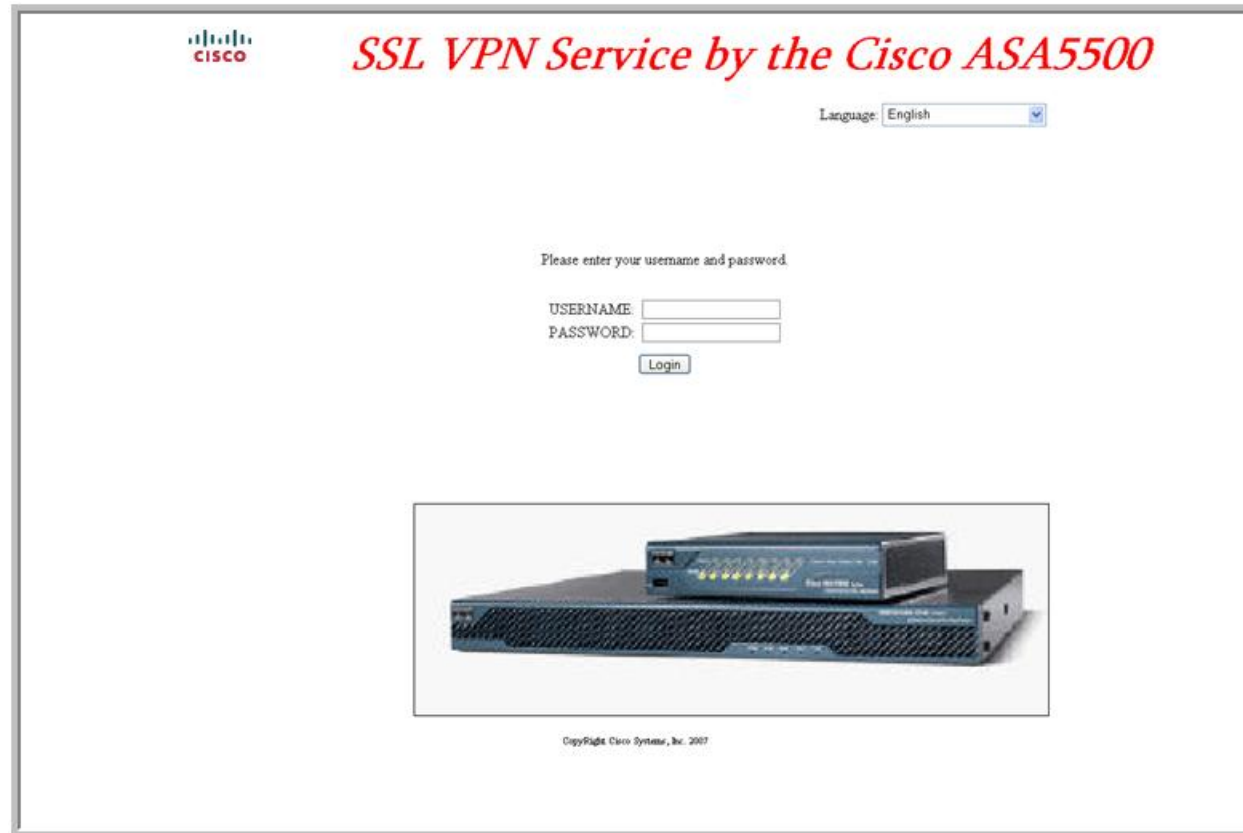 CISCO
SSL VPN Service by the Cisco ASA5500
Language: English
Please enter your username and password.
USERNAME:
PASSWORD:
Login
CopyRight Cisco Systems, Inc. 2007